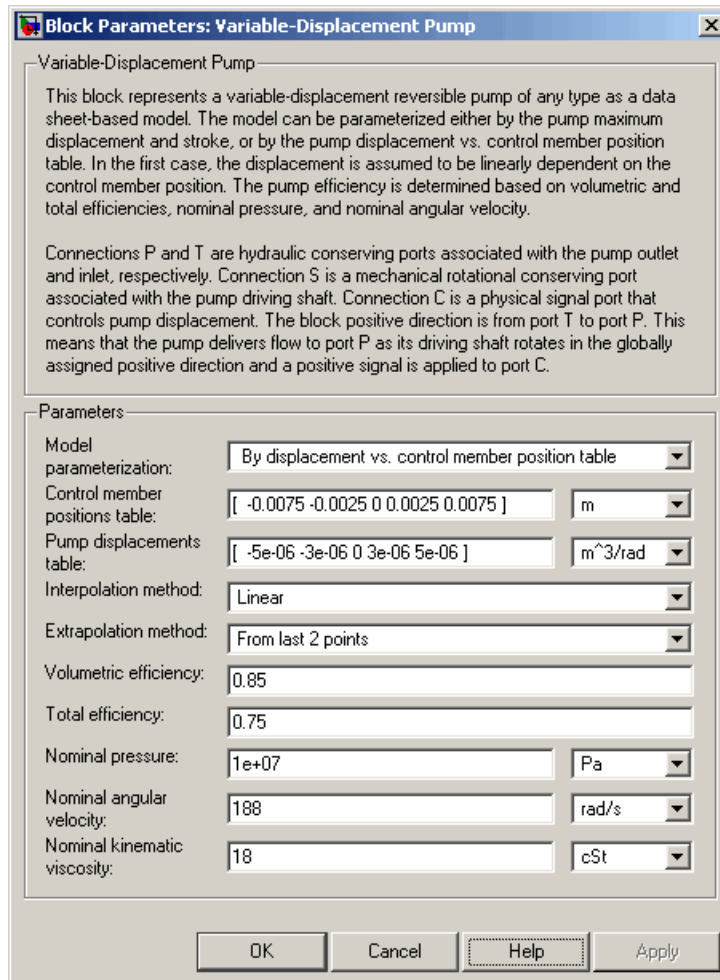 Block Parameters: Variable-Displacement Pump
Variable-Displacement Pump
This block represents a variable-displacement reversible pump of any type as a data
sheet-based model. The model can be parameterized either by the pump maximum
displacement and stroke, or by the pump displacement vs. control member position
table. In the first case, the displacement is assumed to be linearly dependent on the
control member position. The pump efficiency is determined based on volumetric and
total efficiencies, nominal pressure, and nominal angular velocity.
Connections P and T are hydraulic conserving ports associated with the pump outlet
and inlet, respectively. Connection S is a mechanical rotational conserving port
associated with the pump driving shaft. Connection C is a physical signal port that
controls pump displacement. The block positive direction is from port T to port P. This
means that the pump delivers flow to port P as its driving shaft rotates in the globally
assigned positive direction and a positive signal is applied to port C.
Parameters
Model
parameterization:
By displacement vs. control member position table
Control member
positions table:
[ -0.0075 -0.0025 0 0.0025 0.0075 ]
m
Pump displacements
table:
[ -5e-06 -3e-06 0 3e-06 5e-06 ]
m^3/rad
Interpolation method:
Linear
Extrapolation method:
From last 2 points
Volumetric efficiency:
0.85
Total efficiency:
0.75
Nominal pressure:
1e+07
Pa
Nominal angular
velocity:
188
rad/s
Nominal kinematic
viscosity:
18
cSt
OK
Cancel
Help
Apply